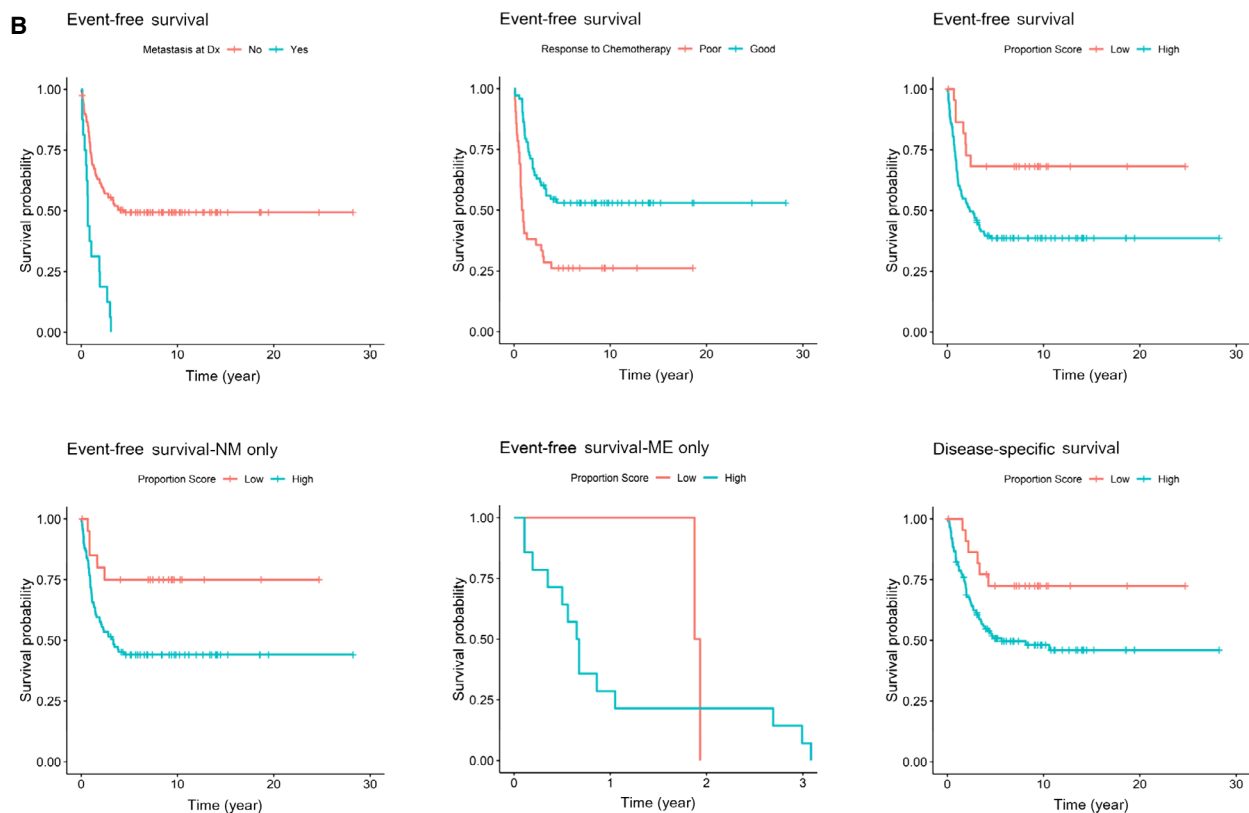 B
Event-free survival
Metastasis at Dx No Yes
Survival probability
1.00
0.75
0.50
0.25
0.00
0 10 20 30
Time (year)
Event-free survival
Response to Chemotherapy Poor Good
Survival probability
1.00
0.75
0.50
0.25
0.00
0 10 20 30
Time (year)
Event-free survival
Proportion Score Low High
Survival probability
1.00
0.75
0.50
0.25
0.00
0 10 20 30
Time (year)
Event-free survival-NM only
Proportion Score Low High
Survival probability
1.00
0.75
0.50
0.25
0.00
0 10 20 30
Time (year)
Event-free survival-ME only
Proportion Score Low High
Survival probability
1.00
0.75
0.50
0.25
0.00
0 1 2 3
Time (year)
Disease-specific survival
Proportion Score Low High
Survival probability
1.00
0.75
0.50
0.25
0.00
0 10 20 30
Time (year)